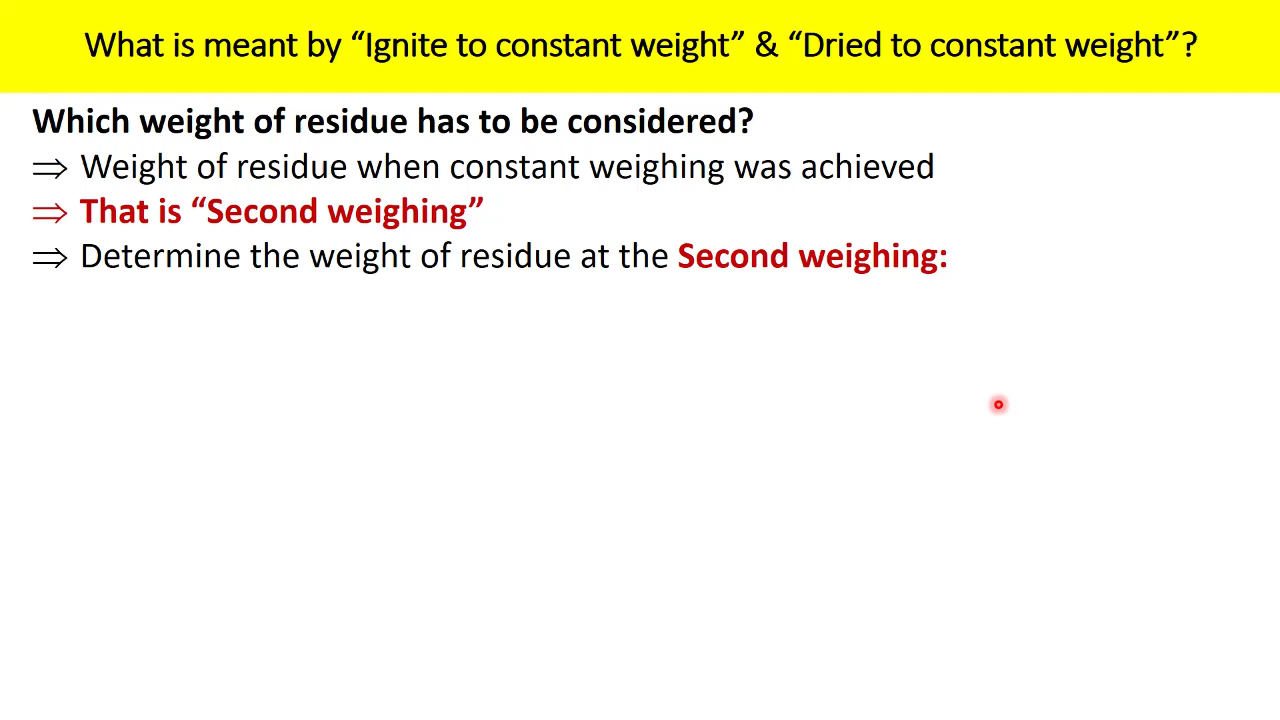 What is meant by “Ignite to constant weight” & “Dried to constant weight”?
Which weight of residue has to be considered?
⇒ Weight of residue when constant weighing was achieved
⇒ That is “Second weighing”
⇒ Determine the weight of residue at the Second weighing: